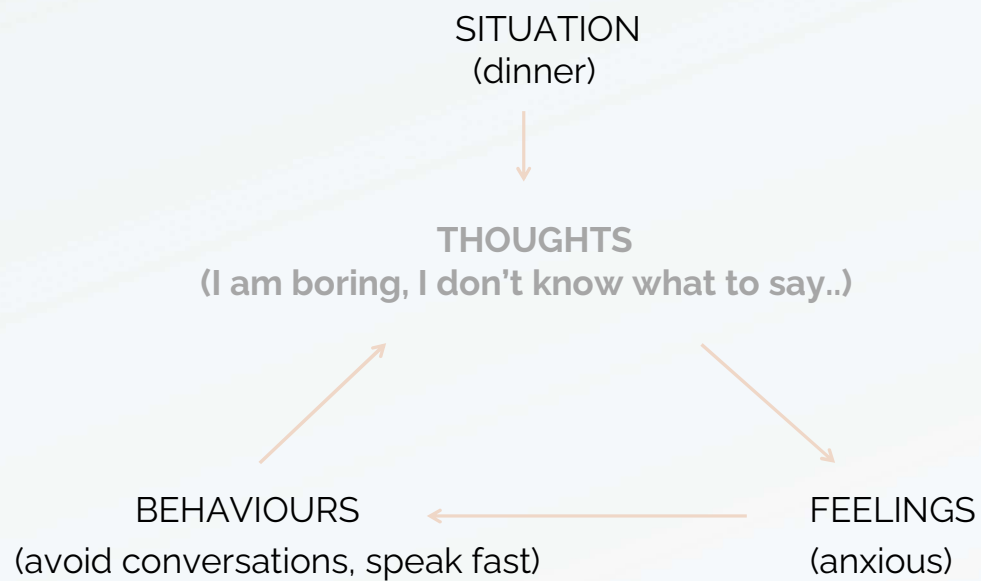 SITUATION
(dinner)
THOUGHTS
(I am boring, I don’t know what to say..)
BEHAVIOURS
(avoid conversations, speak fast)
FEELINGS
(anxious)